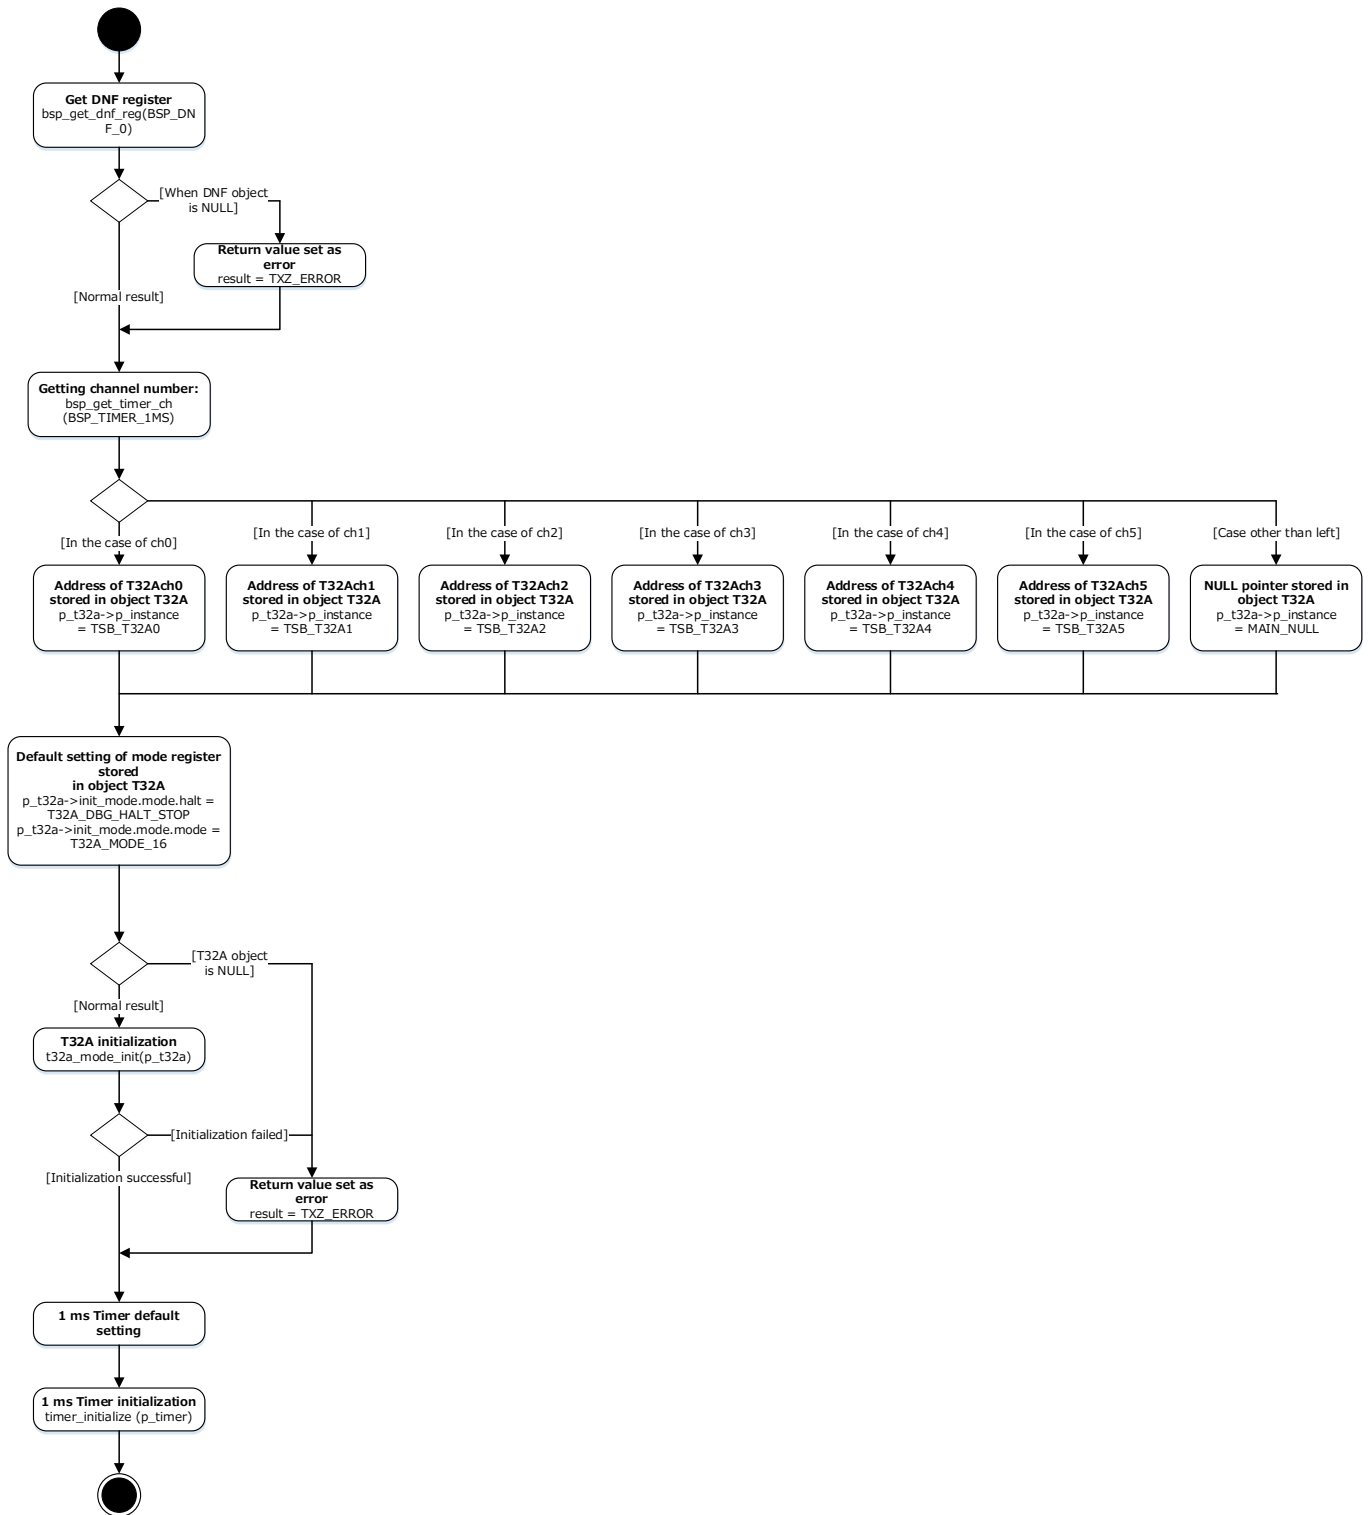 Get DNF register
bsp_get_dnf_reg(BSP_DN
F_0)
[When DNF object
is NULL]
Return value set as
error
result = TXZ_ERROR
[Normal result]
Getting channel number:
bsp_get_timer_ch
(BSP_TIMER_1MS)
[In the case of ch0]
[In the case of ch1]
[In the case of ch2]
[In the case of ch3]
[In the case of ch4]
[In the case of ch5]
[Case other than left]
Address of T32Ach0
stored in object T32A
p_t32a->p_instance
= TSB_T32A0
Address of T32Ach1
stored in object T32A
p_t32a->p_instance
= TSB_T32A1
Address of T32Ach2
stored in object T32A
p_t32a->p_instance
= TSB_T32A2
Address of T32Ach3
stored in object T32A
p_t32a->p_instance
= TSB_T32A3
Address of T32Ach4
stored in object T32A
p_t32a->p_instance
= TSB_T32A4
Address of T32Ach5
stored in object T32A
p_t32a->p_instance
= TSB_T32A5
NULL pointer stored in
object T32A
p_t32a->p_instance
= MAIN_NULL
Default setting of mode register
stored
in object T32A
p_t32a->init_mode.mode.halt =
T32A_DBG_HALT_STOP
p_t32a->init_mode.mode.mode =
T32A_MODE_16
[T32A object
is NULL]
[Normal result]
T32A initialization
t32a_mode_init(p_t32a)
[Initialization failed]
[Initialization successful]
Return value set as
error
result = TXZ_ERROR
1 ms Timer default
setting
1 ms Timer initialization
timer_initialize (p_timer)